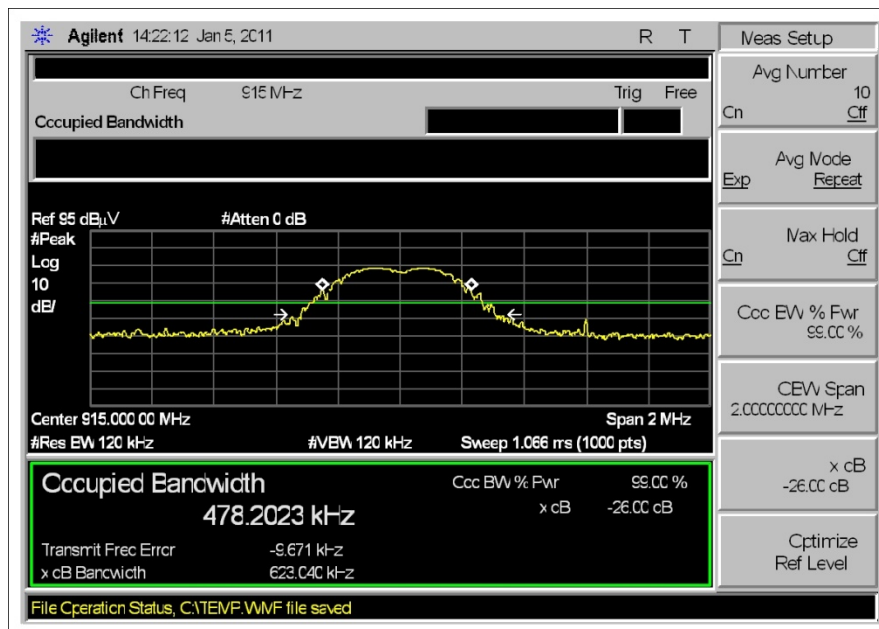 Agilent 14:22:12 Jan 5, 2011 R T
Ch Freq 915 MHz Trig Free
Occupied Bandwidth
Ref 95 dBµV #Atten 0 dB
#Peak
Log
10
dB/
Center 915.000 00 MHz Span 2 MHz
#Res BW 120 kHz #VBW 120 kHz Sweep 1.066 ms (1000 pts)
Occupied Bandwidth Occ BW % Pwr 99.00 %
478.2023 kHz x dB -26.00 dB
Transmit Freq Error -9.671 kHz
x dB Bandwidth 623.040 kHz
File Operation Status, C:\TEMP.WMF file saved
Meas Setup
Avg Number
10
On Off
Avg Mode
Exp Repeat
Max Hold
On Off
Occ BW % Pwr
99.00 %
OBW Span
2.00000000 MHz
x dB
-26.00 dB
Optimize
Ref Level